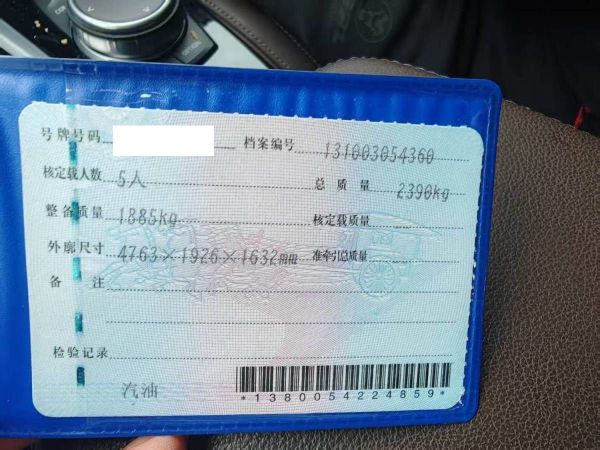 号牌号码 档案编号 131003054360
核定载人数 5人 总质量 2390kg
整备质量 1885kg 核定载质量
外廓尺寸 4763×1926×1632mm 准牵引总质量
备注
检验记录
汽油
*1380054224859*